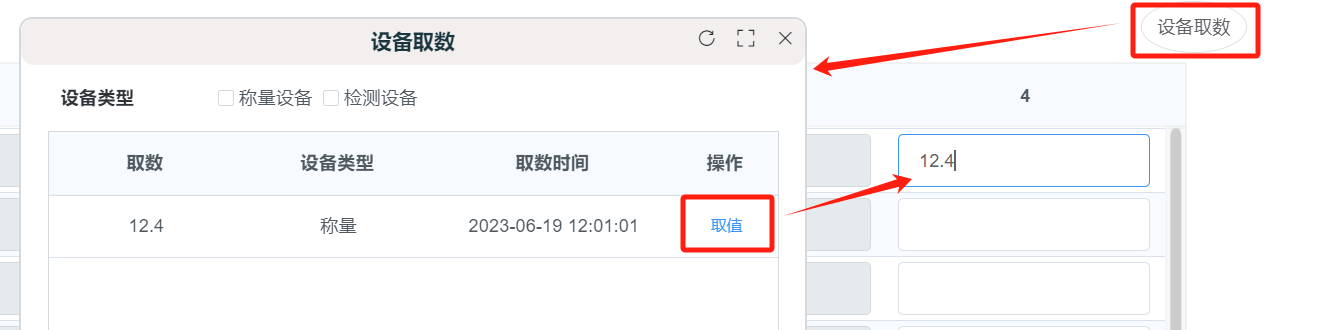 设备取数
设备取数
设备类型 称量设备 检测设备
4
取数 设备类型 取数时间 操作
12.4
12.4 称量 2023-06-19 12:01:01 取值